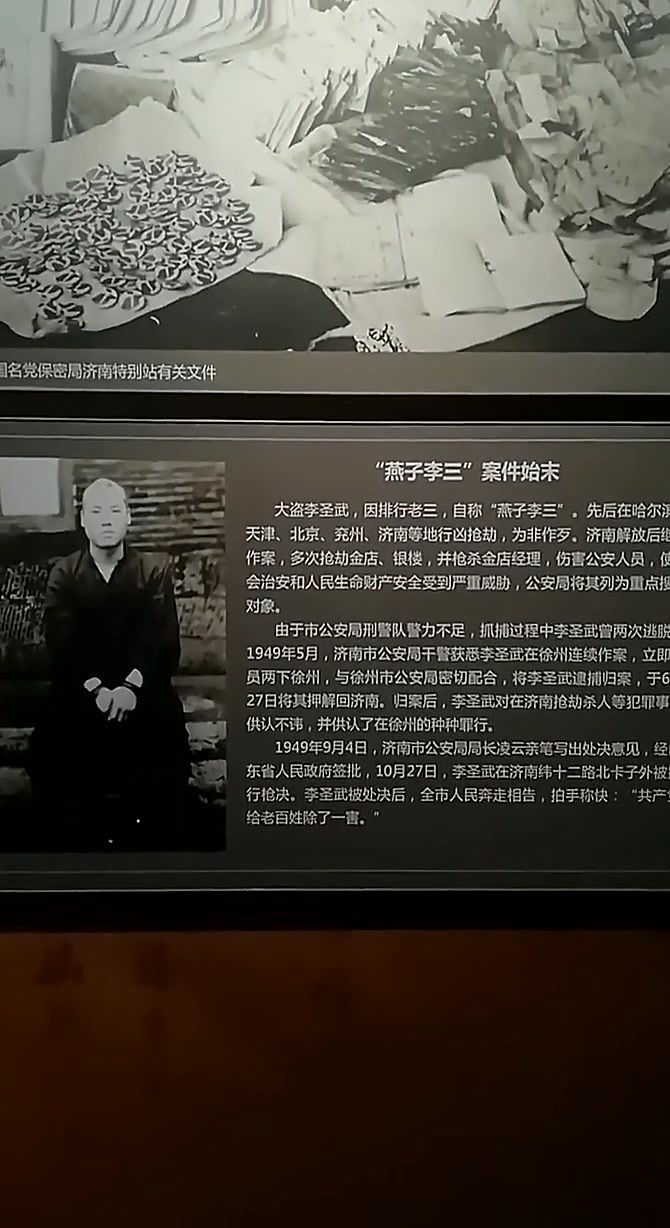 国名党保密局济南特别站有关文件
“燕子李三”案件始末
大盗李圣武，因排行老三，自称“燕子李三”。先后在哈尔滨
天津、北京、兖州、济南等地行凶抢劫，为非作歹。济南解放后继
作案，多次抢劫金店、银楼，并枪杀金店经理，伤害公安人员，使
会治安和人民生命财产安全受到严重威胁，公安局将其列为重点搜
对象。
由于市公安局刑警队警力不足，抓捕过程中李圣武曾两次逃脱
1949年5月，济南市公安局干警获悉李圣武在徐州连续作案，立即
员两下徐州，与徐州市公安局密切配合，将李圣武逮捕归案，于6
27日将其押解回济南。归案后，李圣武对在济南抢劫杀人等犯罪事
供认不讳，并供认了在徐州的种种罪行。
1949年9月4日，济南市公安局局长凌云亲笔写出处决意见，经
东省人民政府签批，10月27日，李圣武在济南纬十二路北卡子外被
行枪决。李圣武被处决后，全市人民奔走相告，拍手称快：“共产
给老百姓除了一害。”